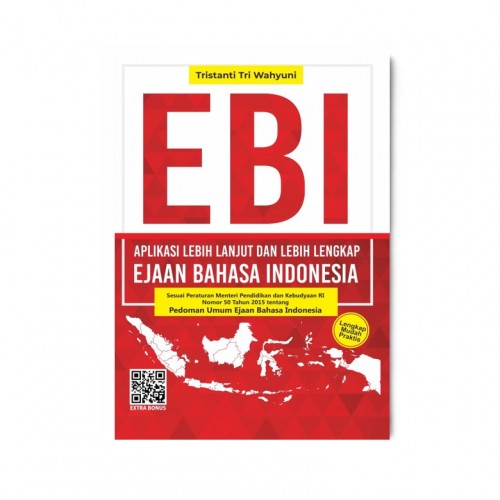 Tristanti Tri Wahyuni
EBI
APLIKASI LEBIH LANJUT DAN LEBIH LENGKAP
EJAAN BAHASA INDONESIA
Sesuai Peraturan Menteri Pendidikan dan Kebudyaan RI
Nomor 50 Tahun 2015 tentang
Pedoman Umum Ejaan Bahasa Indonesia
Lengkap
Mudah
Praktis
EXTRA BONUS